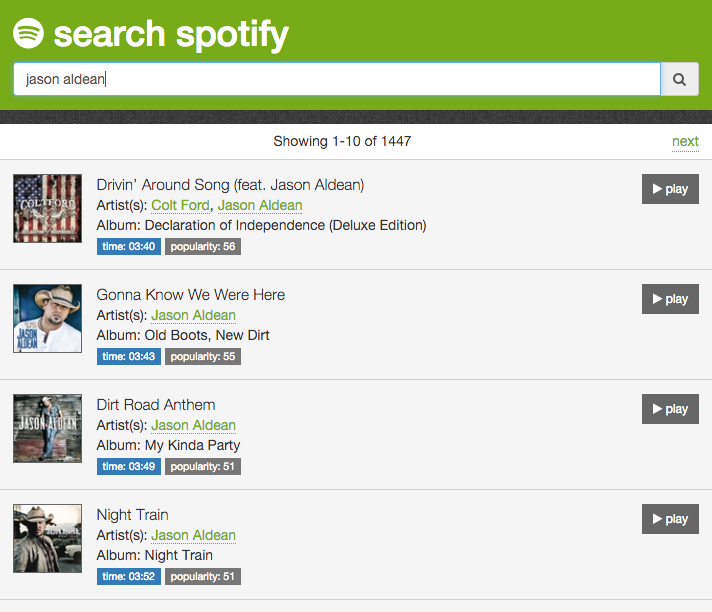 search spotify
jason aldean
Showing 1-10 of 1447
next
COLT FORD
Drivin’ Around Song (feat. Jason Aldean)
play
Artist(s): Colt Ford, Jason Aldean
Album: Declaration of Independence (Deluxe Edition)
time: 03:40 popularity: 56
Gonna Know We Were Here
play
Artist(s): Jason Aldean
JASON
ALDEAN
Album: Old Boots, New Dirt
time: 03:43 popularity: 55
Dirt Road Anthem
play
JASON ALDEAN
Artist(s): Jason Aldean
Album: My Kinda Party
time: 03:49 popularity: 51
Night Train
play
Artist(s): Jason Aldean
Album: Night Train
time: 03:52 popularity: 51